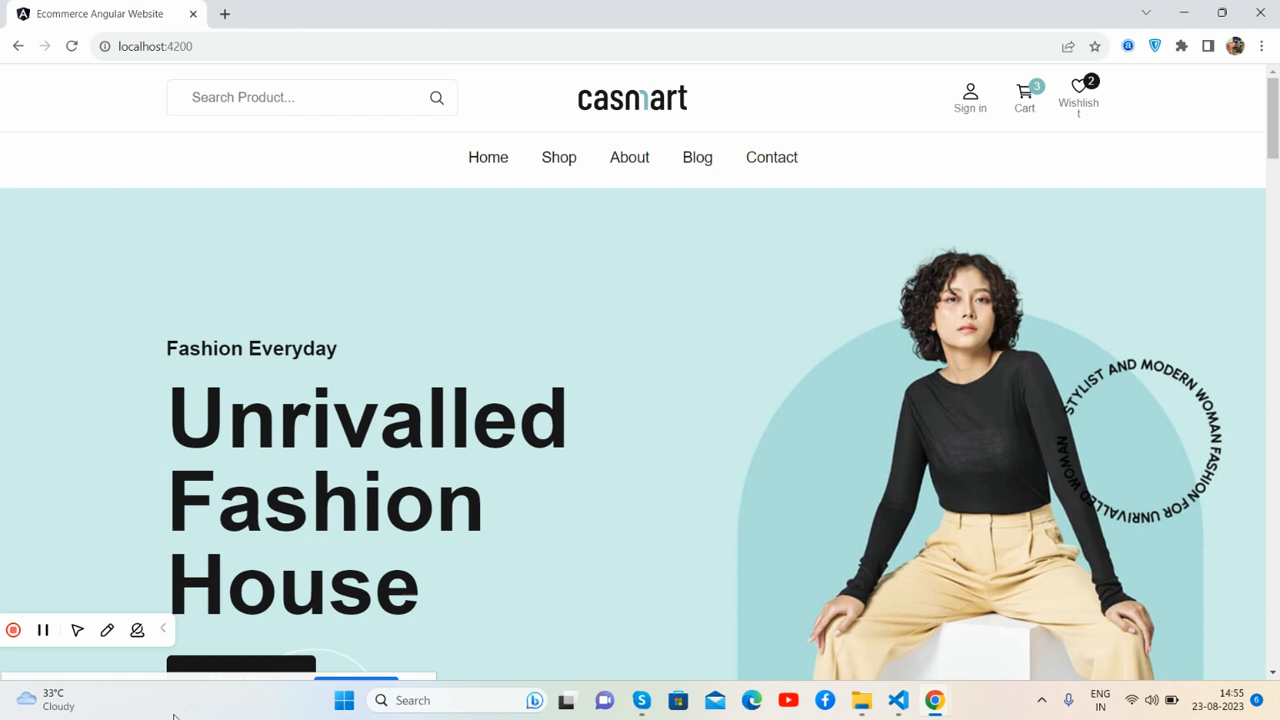 Ecommerce Angular Website
localhost:4200
Search Product...
casmart
Sign in
3
Cart
2
Wishlis
t
Home
Shop
About
Blog
Contact
Fashion Everyday
Unrivalled
Fashion
House
STYLIST AND MODERN WOMAN FASHION FOR UNRIVALLED WOMAN
33°C
Cloudy
Search
ENG
IN
14:55
23-08-2023
6